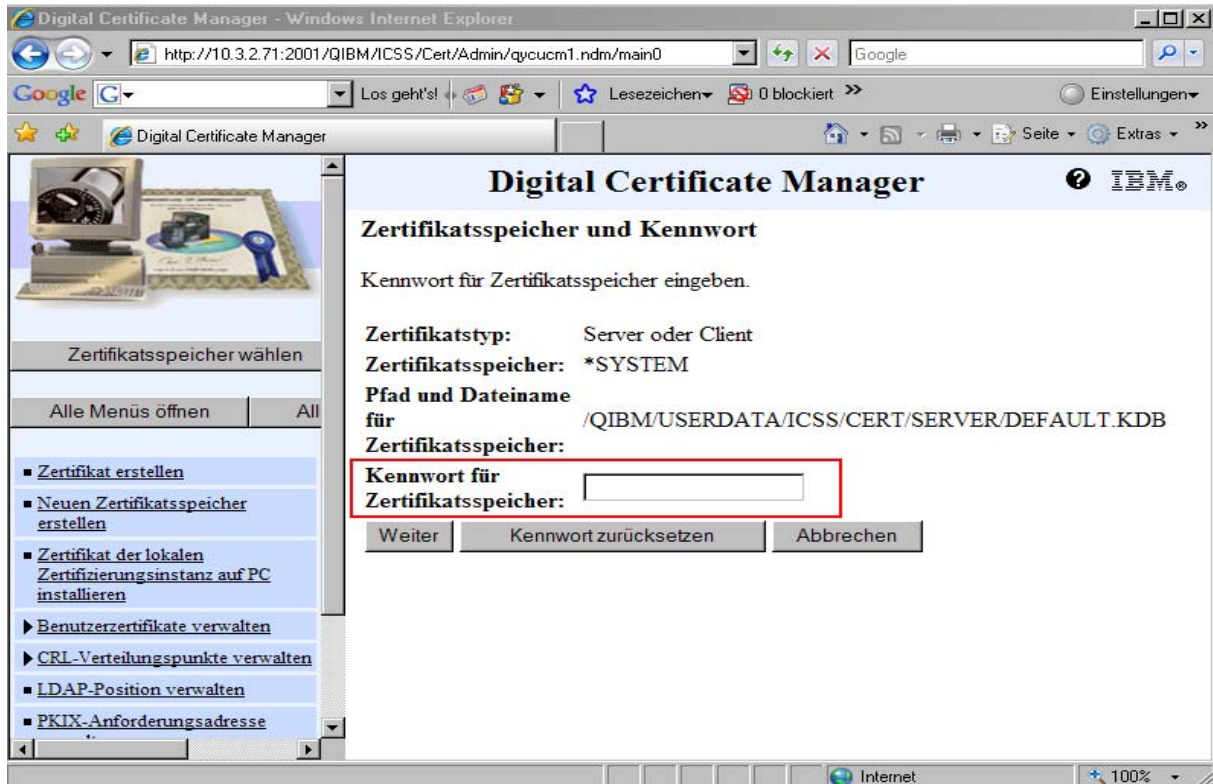 Digital Certificate Manager - Windows Internet Explorer
http://10.3.2.71:2001/QIBM/ICSS/Cert/Admin/qycucm1.ndm/main0
Google
Google G Los geht's! Lesezeichen 0 blockiert » Einstellungen
Digital Certificate Manager
Seite Extras »
Zertifikatsspeicher wählen
Alle Menüs öffnen
All
Zertifikat erstellen
Neuen Zertifikatsspeicher
erstellen
Zertifikat der lokalen
Zertifizierungsinstanz auf PC
installieren
Benutzerzertifikate verwalten
CRL-Verteilungspunkte verwalten
LDAP-Position verwalten
PKIX-Anforderungsadresse
Digital Certificate Manager
IBM®
Zertifikatsspeicher und Kennwort
Kennwort für Zertifikatsspeicher eingeben.
Zertifikatstyp: Server oder Client
Zertifikatsspeicher: *SYSTEM
Pfad und Dateiname
für /QIBM/USERDATA/ICSS/CERT/SERVER/DEFAULT.KDB
Zertifikatsspeicher:
Kennwort für
Zertifikatsspeicher:
Weiter
Kennwort zurücksetzen
Abbrechen
Internet
100%